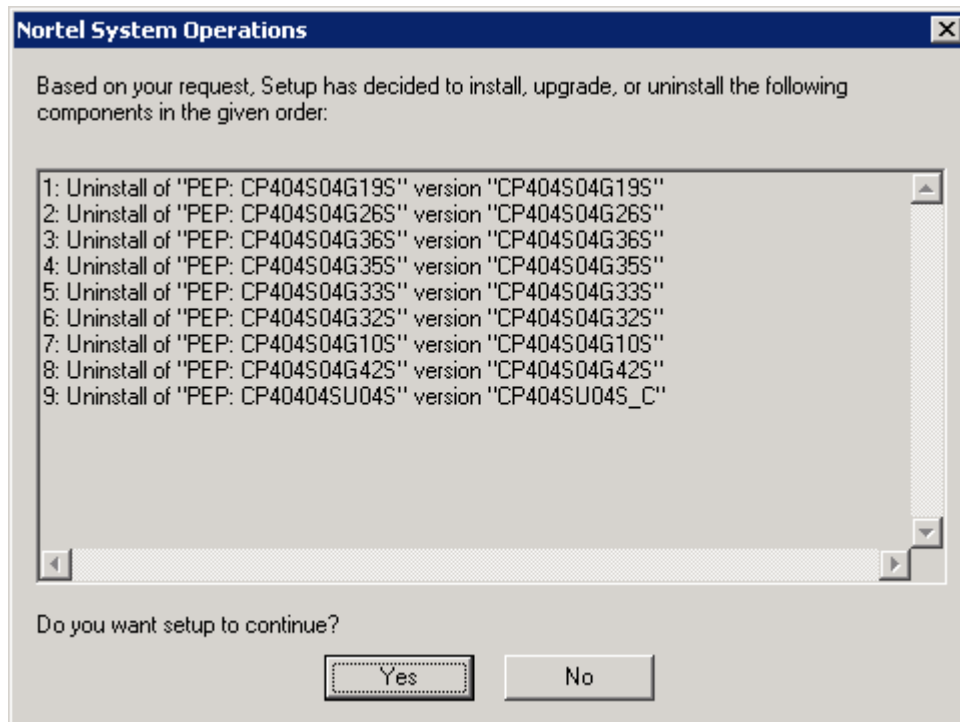 Nortel System Operations
Based on your request, Setup has decided to install, upgrade, or uninstall the following
components in the given order:
1: Uninstall of "PEP: CP404S04G19S" version "CP404S04G19S"
2: Uninstall of "PEP: CP404S04G26S" version "CP404S04G26S"
3: Uninstall of "PEP: CP404S04G36S" version "CP404S04G36S"
4: Uninstall of "PEP: CP404S04G35S" version "CP404S04G35S"
5: Uninstall of "PEP: CP404S04G33S" version "CP404S04G33S"
6: Uninstall of "PEP: CP404S04G32S" version "CP404S04G32S"
7: Uninstall of "PEP: CP404S04G10S" version "CP404S04G10S"
8: Uninstall of "PEP: CP404S04G42S" version "CP404S04G42S"
9: Uninstall of "PEP: CP40404SU04S" version "CP404SU04S_C"
Do you want setup to continue?
Yes No